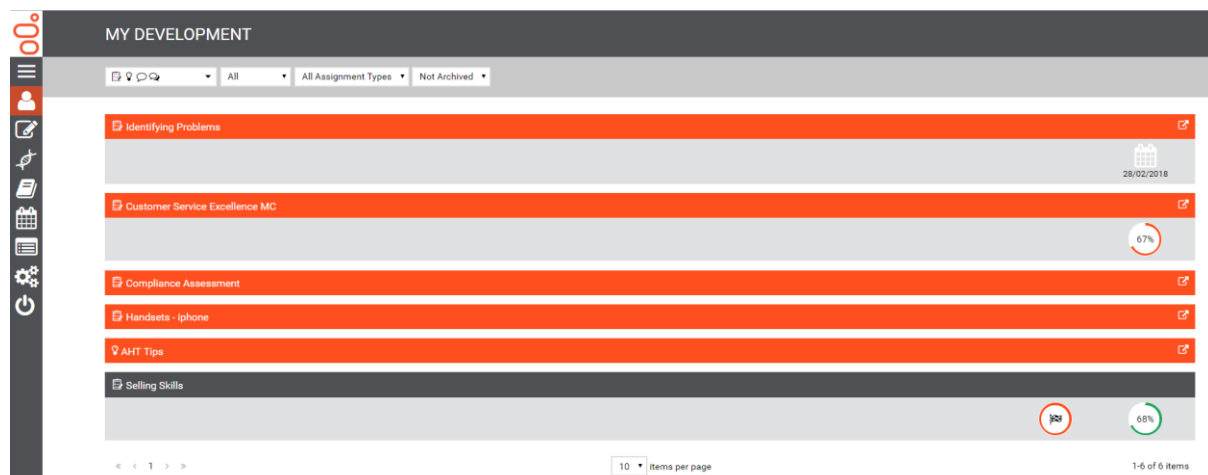 MY DEVELOPMENT
All All Assignment Types Not Archived
Identifying Problems
28/02/2018
Customer Service Excellence MC
67%
Compliance Assessment
Handsets - iphone
AHT Tips
Selling Skills
68%
« < 1 > » 10 items per page 1-6 of 6 items